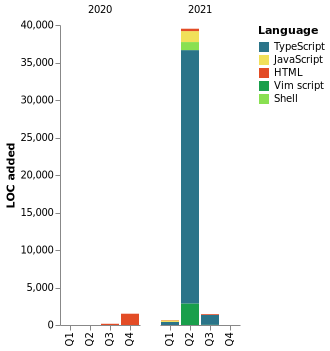 2020 2021
Language
TypeScript
JavaScript
HTML
Vim script
Shell
LOC added
40,000
35,000
30,000
25,000
20,000
15,000
10,000
5,000
0
Q1 Q2 Q3 Q4 Q1 Q2 Q3 Q4